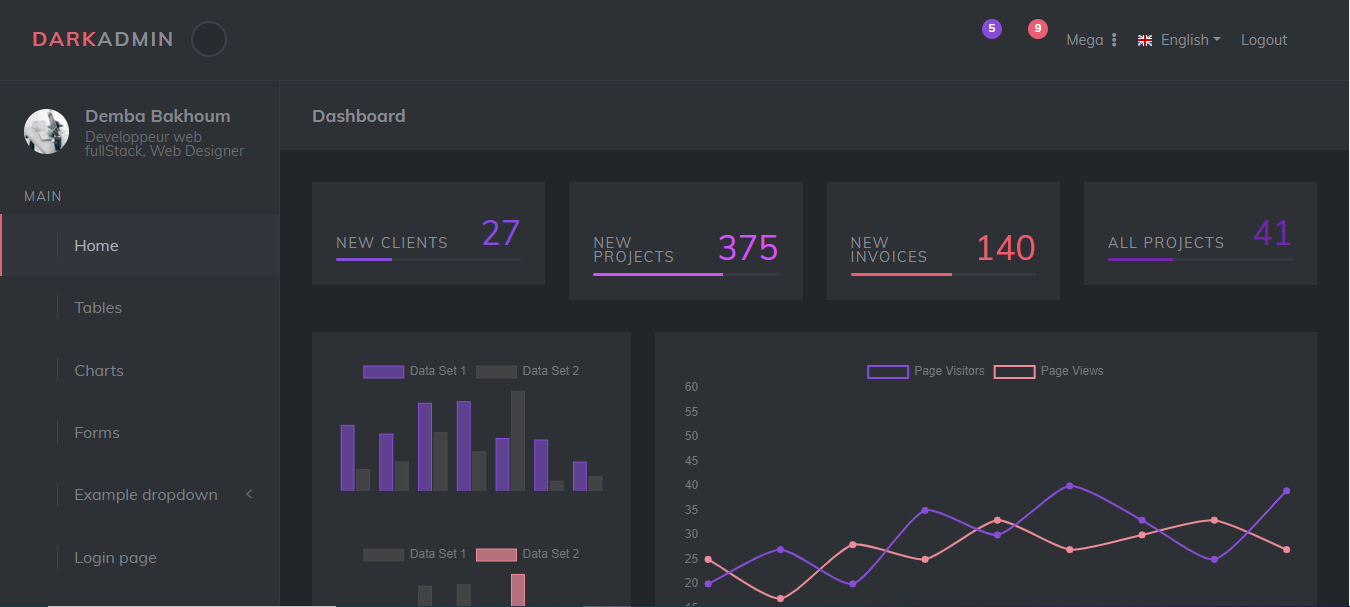 DARKADMIN
5
9
Mega
English
Logout
Demba Bakhoum
Developpeur web
fullStack, Web Designer
MAIN
Home
Tables
Charts
Forms
Example dropdown
Login page
Dashboard
NEW CLIENTS
27
NEW
PROJECTS
375
NEW
INVOICES
140
ALL PROJECTS
41
Data Set 1
Data Set 2
Data Set 1
Data Set 2
Page Visitors
Page Views
60
55
50
45
40
35
30
25
20
15